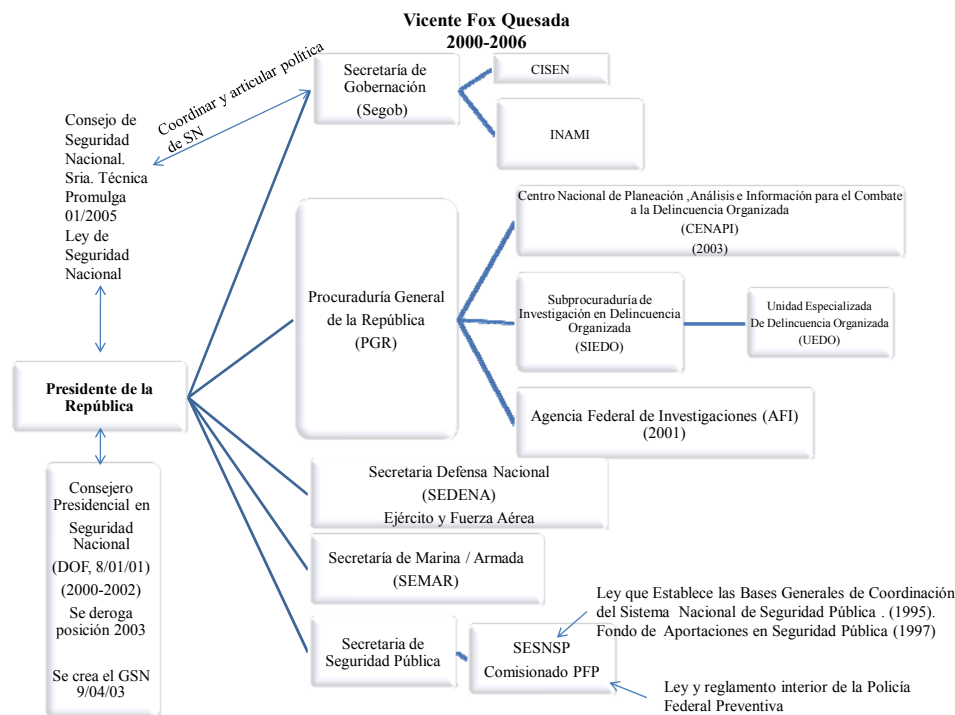 Vicente Fox Quesada
2000-2006
Coordinar y articular política
de SN
Secretaría de
Gobernación
(Segob)
CISEN
INAMI
Consejo de
Seguridad
Nacional.
Sria. Técnica
Promulga
01/2005
Ley de
Seguridad
Nacional
Centro Nacional de Planeación ,Análisis e Información para el Combate
a la Delincuencia Organizada
(CENAPI)
(2003)
Procuraduría General
de la República
(PGR)
Subprocuraduría de
Investigación en Delincuencia
Organizada
(SIEDO)
Unidad Especializada
De Delincuencia Organizada
(UEDO)
Agencia Federal de Investigaciones (AFI)
(2001)
Presidente de la
República
Consejero
Presidencial en
Seguridad
Nacional
(DOF, 8/01/01)
(2000-2002)
Se deroga
posición 2003
Se crea el GSN
9/04/03
Secretaria Defensa Nacional
(SEDENA)
Ejército y Fuerza Aérea
Secretaría de Marina / Armada
(SEMAR)
Secretaria de
Seguridad Pública
SESNSP
Comisionado PFP
Ley que Establece las Bases Generales de Coordinación
del Sistema Nacional de Seguridad Pública . (1995).
Fondo de Aportaciones en Seguridad Pública (1997)
Ley y reglamento interior de la Policía
Federal Preventiva